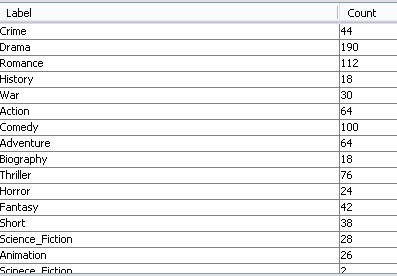 Label Count
Crime 44
Drama 190
Romance 112
History 18
War 30
Action 64
Comedy 100
Adventure 64
Biography 18
Thriller 76
Horror 24
Fantasy 42
Short 38
Science_Fiction 28
Animation 26
Scinece_Fiction 2